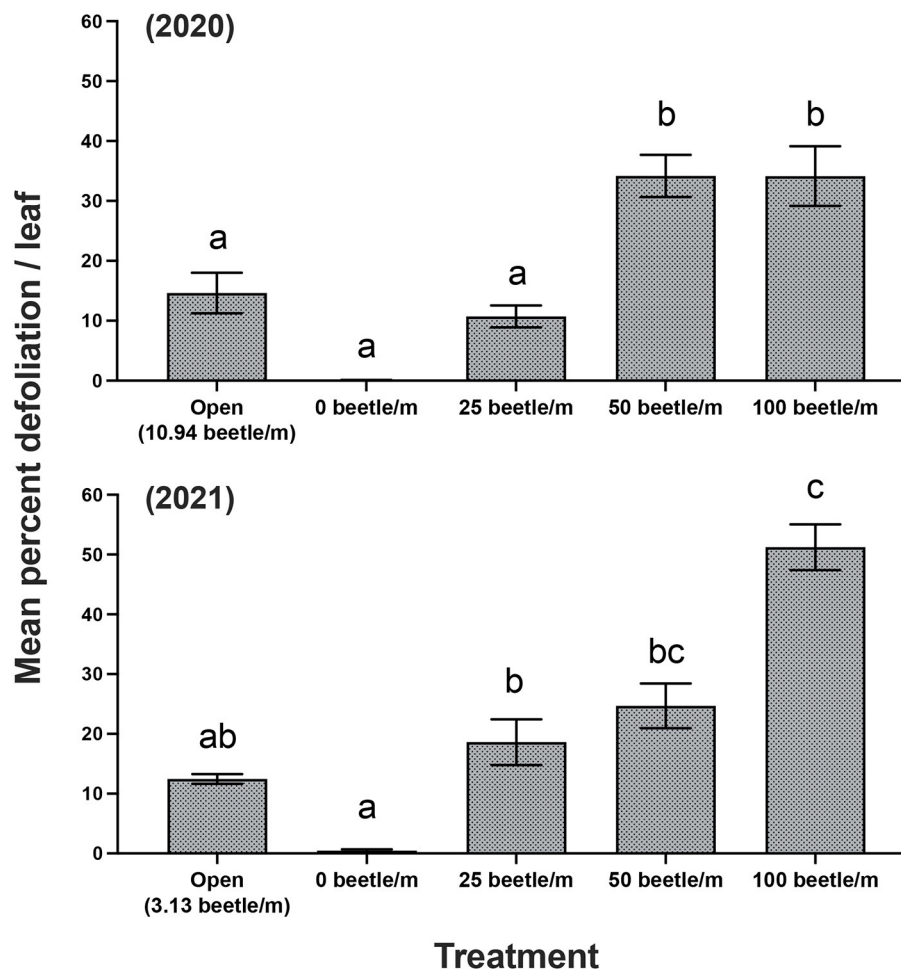 Mean percent defoliation / leaf
(2020)
60
50
40
30
20
10
0
a
a
a
b
b
Open
(10.94 beetle/m)
0 beetle/m
25 beetle/m
50 beetle/m
100 beetle/m
(2021)
60
50
40
30
20
10
0
ab
a
b
bc
c
Open
(3.13 beetle/m)
0 beetle/m
25 beetle/m
50 beetle/m
100 beetle/m
Treatment